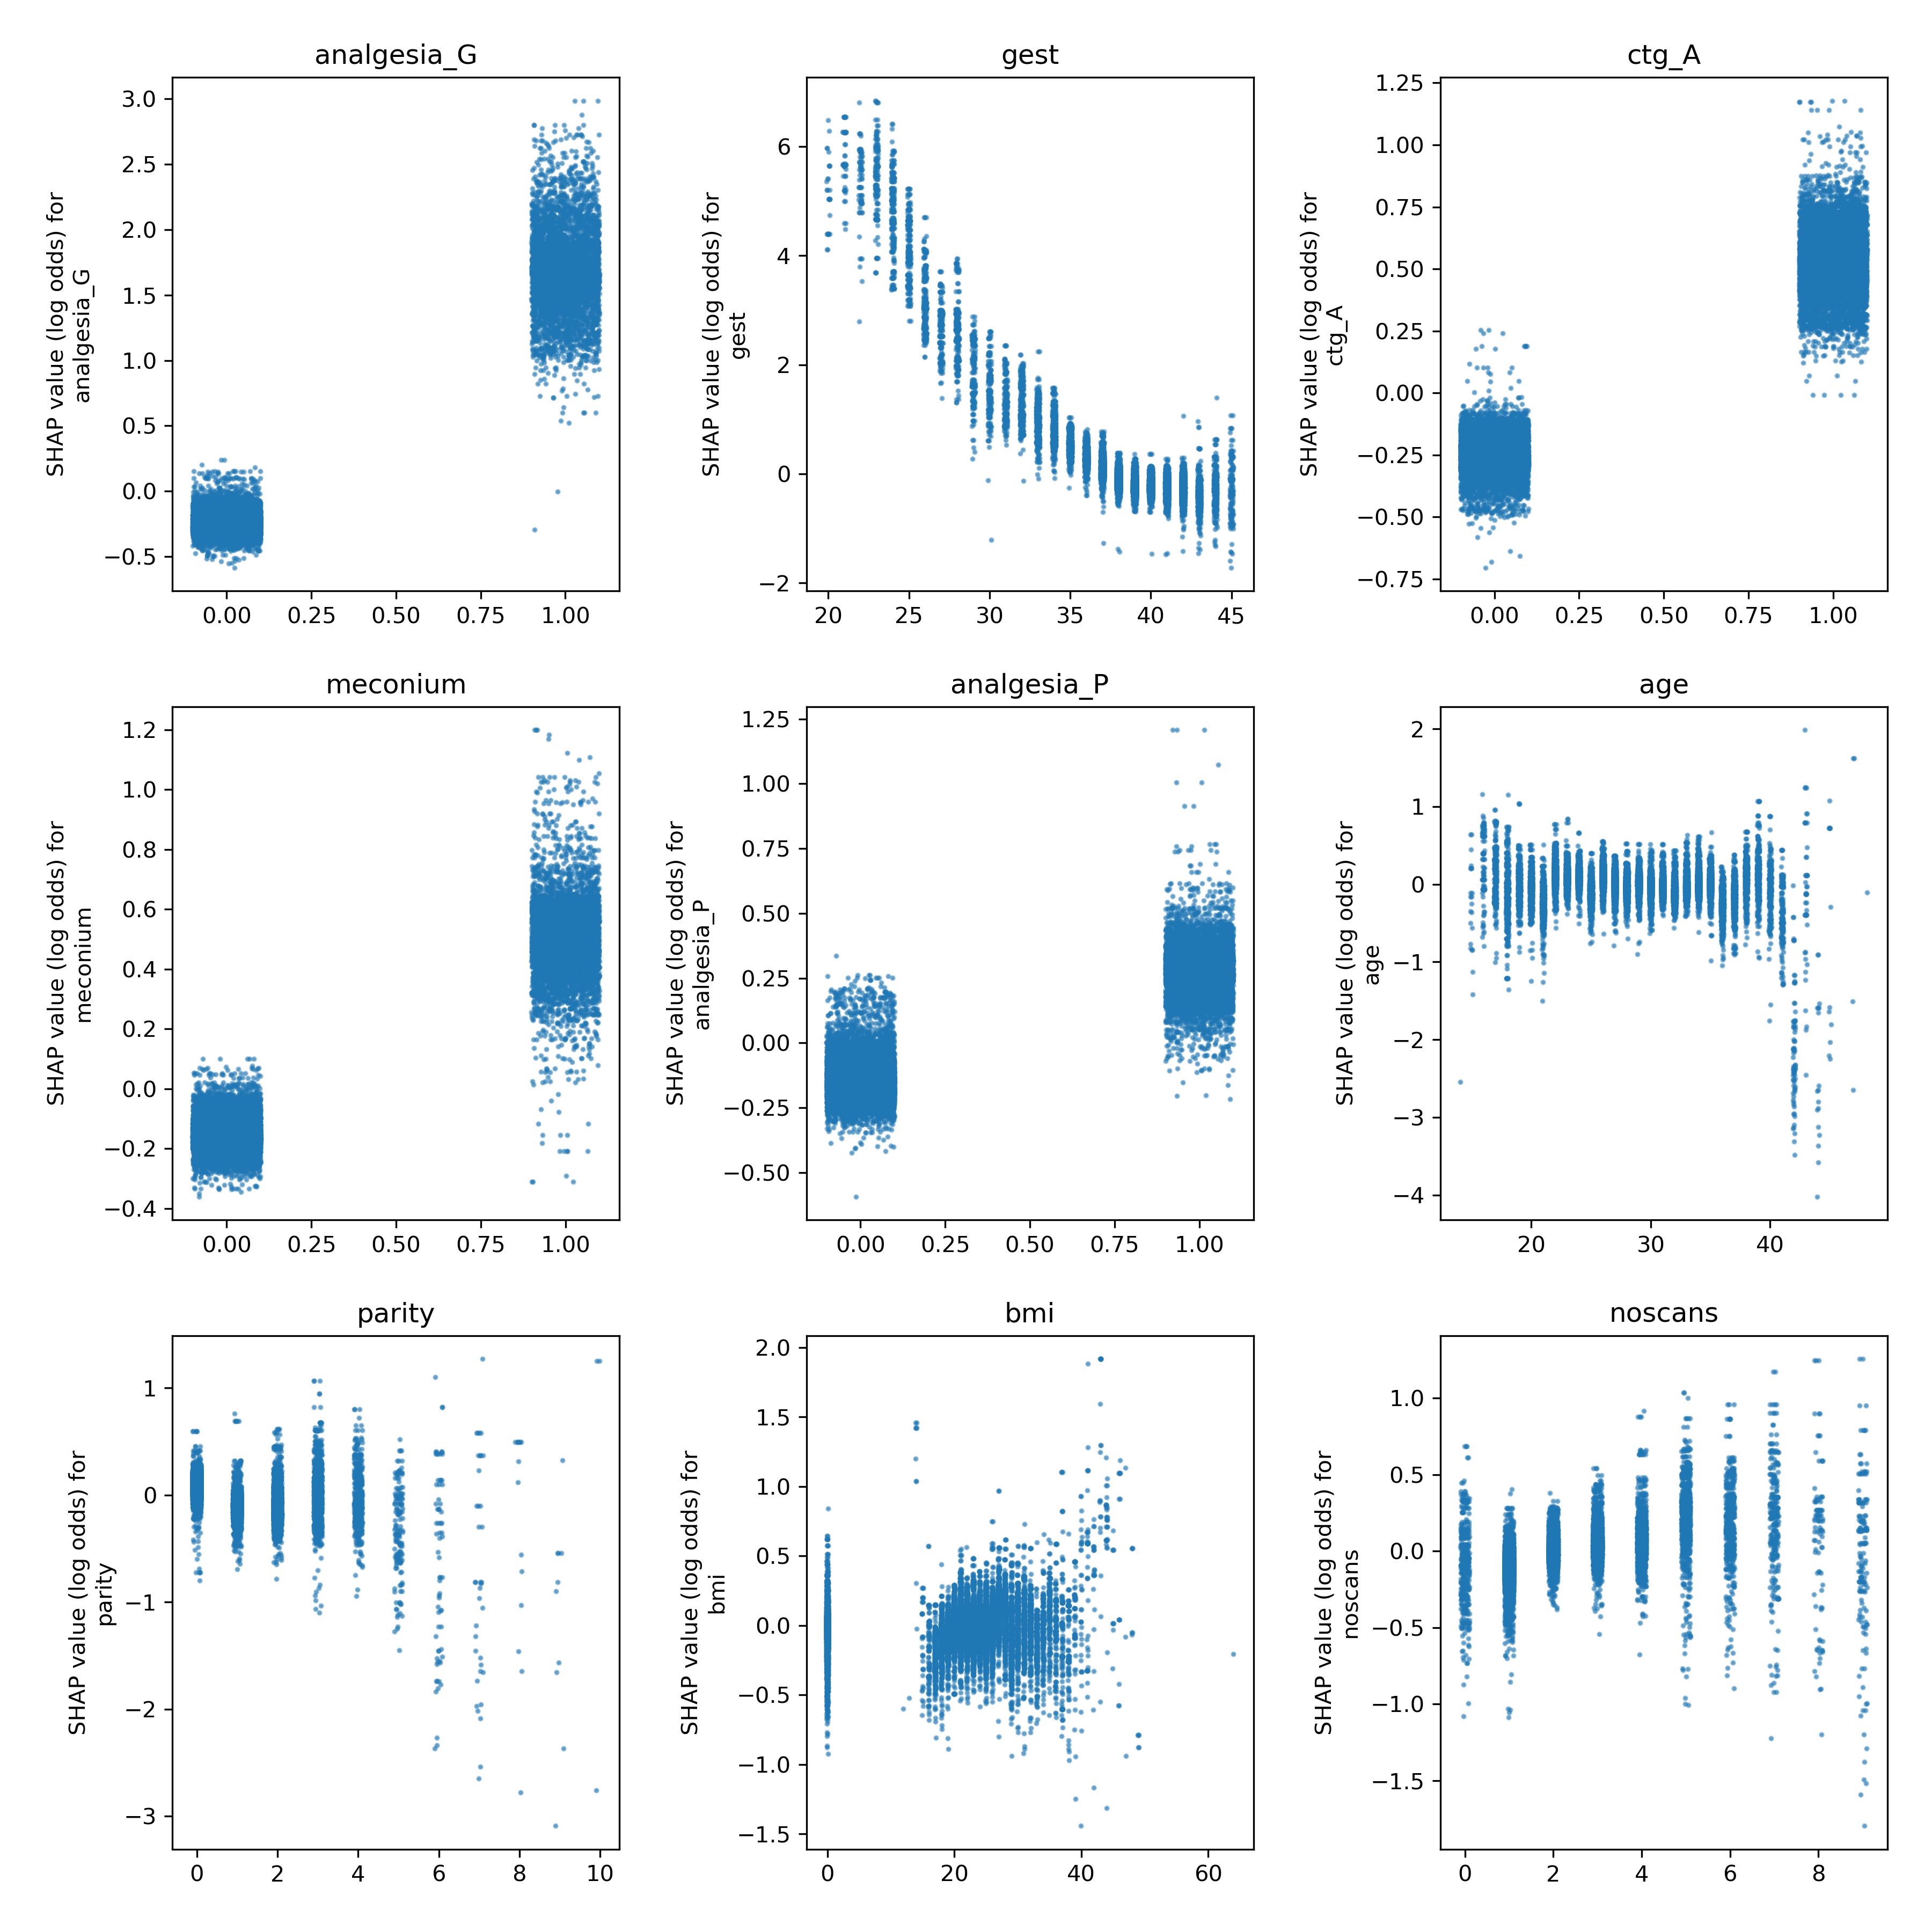 analgesia_G
SHAP value (log odds) for
analgesia_G
3.0
2.5
2.0
1.5
1.0
0.5
0.0
−0.5
0.00 0.25 0.50 0.75 1.00
gest
SHAP value (log odds) for
gest
6
4
2
0
−2
20 25 30 35 40 45
ctg_A
SHAP value (log odds) for
ctg_A
1.25
1.00
0.75
0.50
0.25
0.00
−0.25
−0.50
−0.75
0.00 0.25 0.50 0.75 1.00
meconium
SHAP value (log odds) for
meconium
1.2
1.0
0.8
0.6
0.4
0.2
0.0
−0.2
−0.4
0.00 0.25 0.50 0.75 1.00
analgesia_P
SHAP value (log odds) for
analgesia_P
1.25
1.00
0.75
0.50
0.25
0.00
−0.25
−0.50
0.00 0.25 0.50 0.75 1.00
age
SHAP value (log odds) for
age
2
1
0
−1
−2
−3
−4
20 30 40
parity
SHAP value (log odds) for
parity
1
0
−1
−2
−3
0 2 4 6 8 10
bmi
SHAP value (log odds) for
bmi
2.0
1.5
1.0
0.5
0.0
−0.5
−1.0
−1.5
0 20 40 60
noscans
SHAP value (log odds) for
noscans
1.0
0.5
0.0
−0.5
−1.0
−1.5
0 2 4 6 8